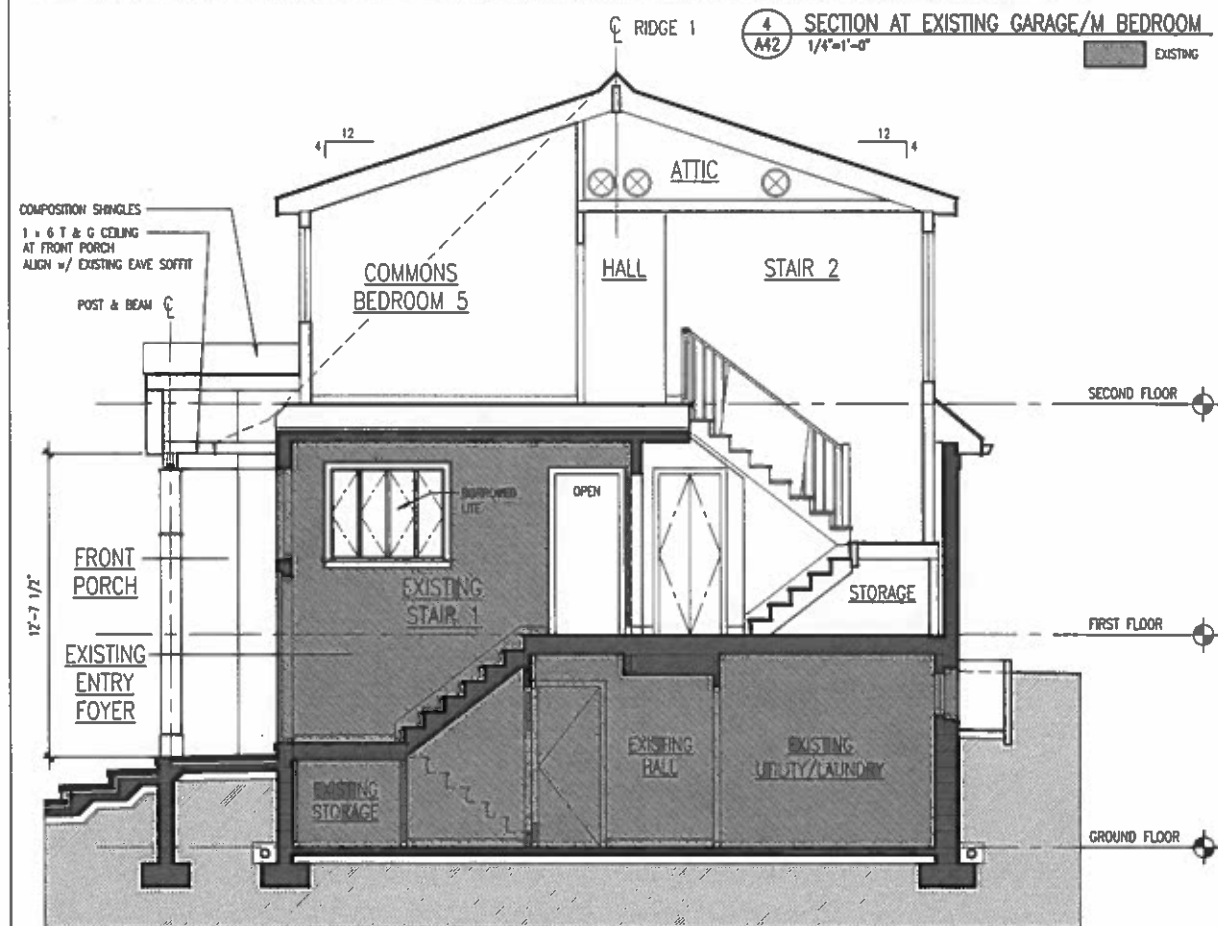 ℄ RIDGE 1
4
A42
SECTION AT EXISTING GARAGE/M BEDROOM
1/4"=1'-0"
EXISTING
12
4
12
4
ATTIC
COMPOSITION SHINGLES
1 x 6 T & G CEILING
AT FRONT PORCH
ALIGN w/ EXISTING EAVE SOFFIT
POST & BEAM ℄
COMMONS
BEDROOM 5
HALL
STAIR 2
SECOND FLOOR
BORROWED
LITE
OPEN
12'-7 1/2"
FRONT
PORCH
EXISTING
STAIR 1
STORAGE
FIRST FLOOR
EXISTING
ENTRY
FOYER
EXISTING
STORAGE
EXISTING
HALL
EXISTING
UTILITY/LAUNDRY
GROUND FLOOR